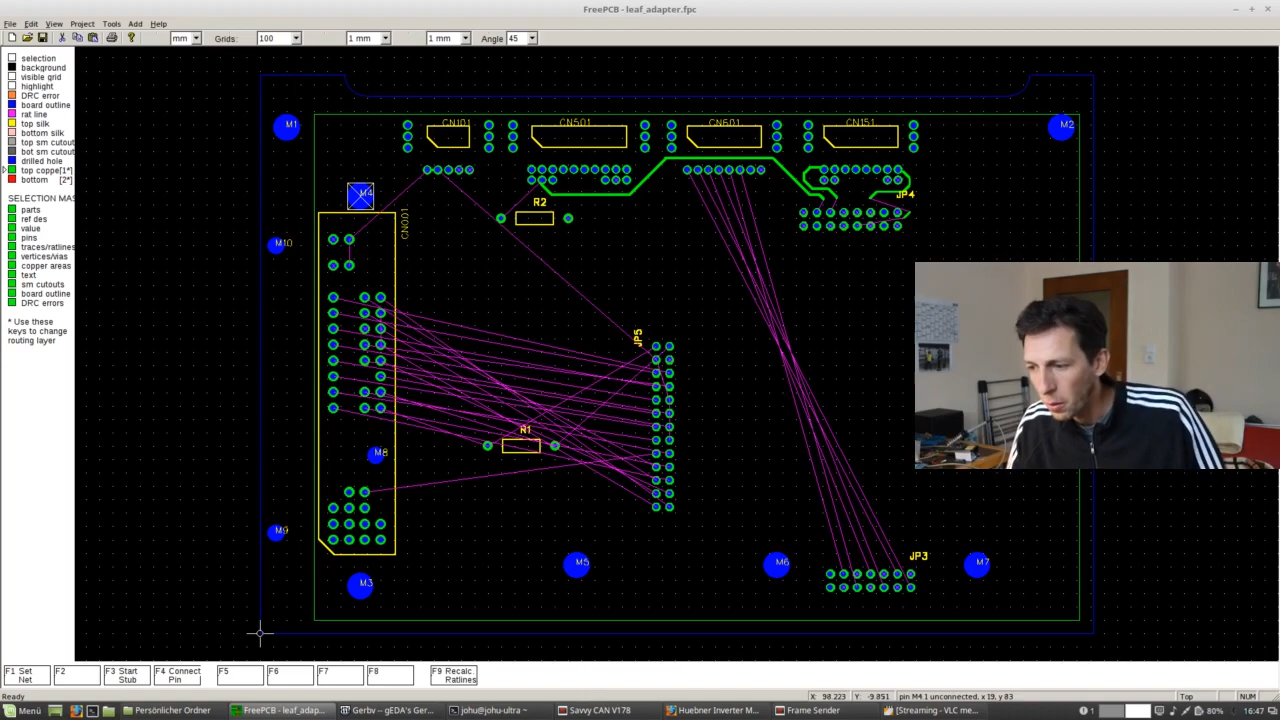 FreePCB - leaf_adapter.fpc
File Edit View Project Tools Add Help
mm Grids: 100 1 mm 1 mm Angle 45
selection
background
visible grid
highlight
DRC error
board outline
rat line
top silk
bottom silk
top sm cutout
bot sm cutout
drilled hole
top coppe[1*]
bottom [2*]
SELECTION MAS
parts
ref des
value
pins
traces/ratlines
vertices/vias
copper areas
text
sm cutouts
board outline
DRC errors
* Use these
keys to change
routing layer
M1 CN101 CN501 CN601 CN151 M2
M4 R2 JP4
CN001
M10
JP5
R1
M8
M9
M3 M5 M6 JP3 M7
F1 Set Net F2 F3 Start Stub F4 Connect Pin F5 F6 F7 F8 F9 Recalc. Ratlines
Ready X: 98.223 Y: -9.851 pin M4.1 unconnected, x 19, y 83 Top NUM
Menü Persönlicher Ordner FreePCB - leaf_adap... Gerbv -- gEDA's Ger... johu@johu-ultra ~ Savvy CAN V178 Huebner Inverter M... Frame Sender [Streaming - VLC me... 1 80% 16:47